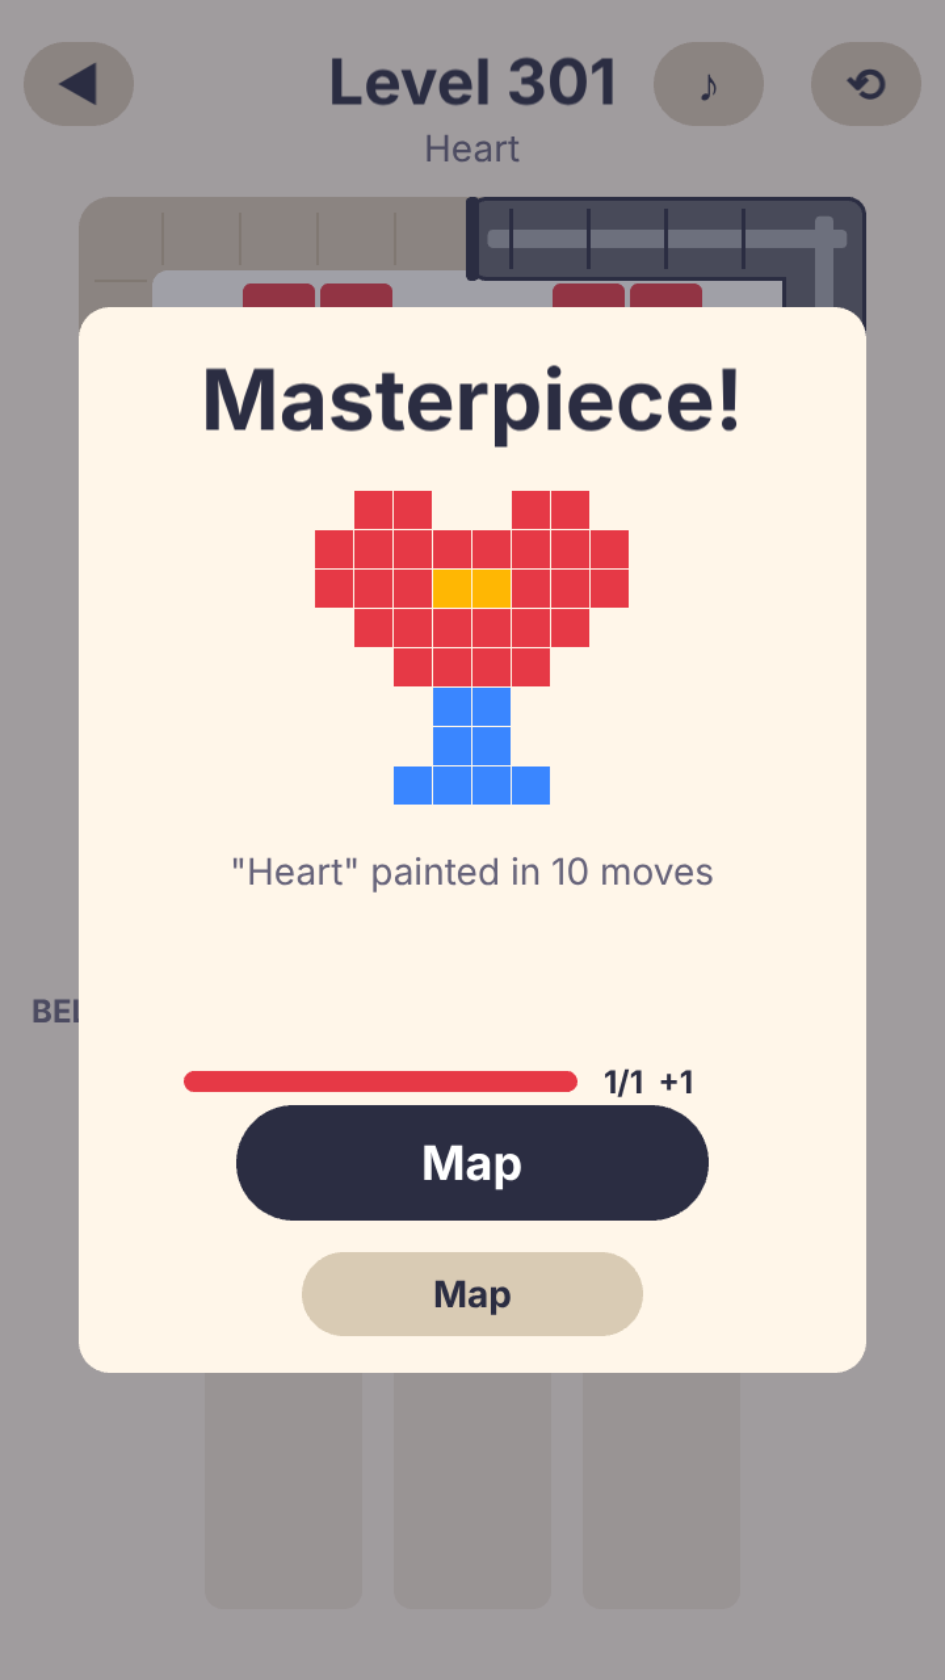 Level 301
Heart
Masterpiece!
"Heart" painted in 10 moves
1/1 +1
Map
Map